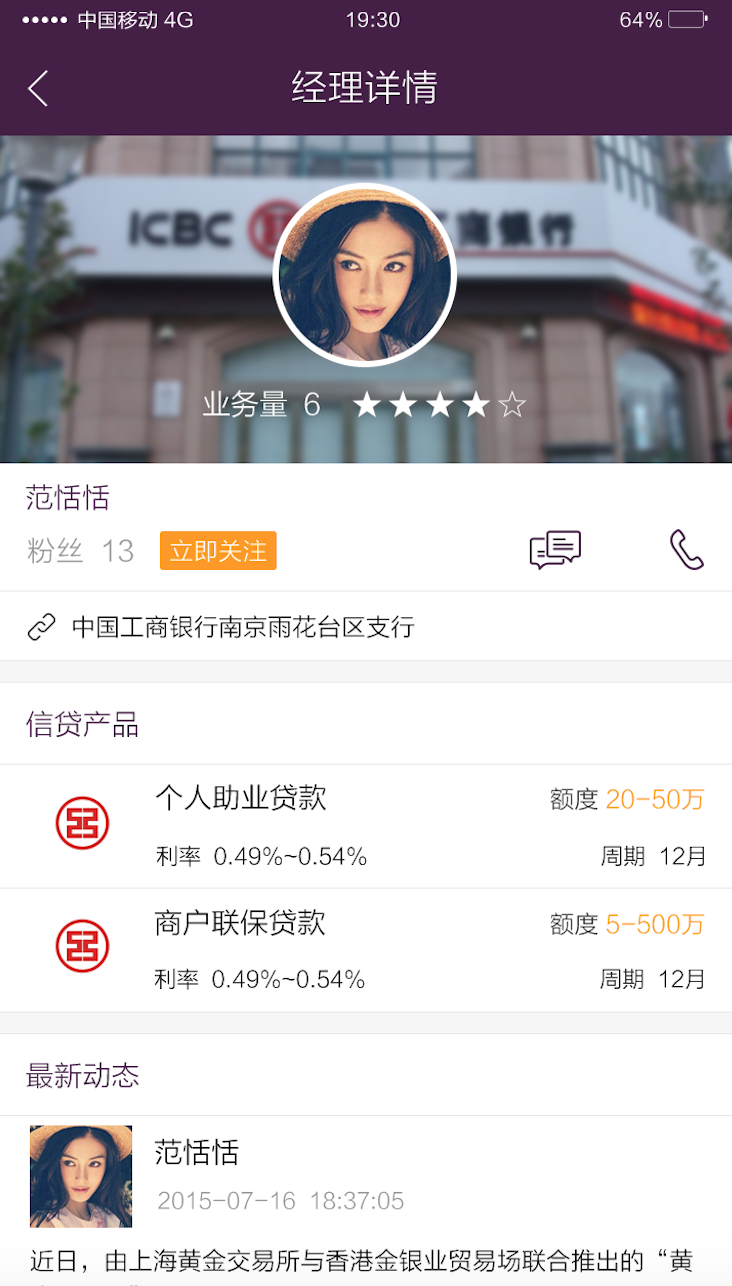 中国移动 4G 19:30 64%
经理详情
ICBC 商银行
业务量 6
范恬恬
粉丝 13 立即关注
中国工商银行南京雨花台区支行
信贷产品
个人助业贷款 额度 20-50万
利率 0.49%~0.54% 周期 12月
商户联保贷款 额度 5-500万
利率 0.49%~0.54% 周期 12月
最新动态
范恬恬
2015-07-16 18:37:05
近日，由上海黄金交易所与香港金银业贸易场联合推出的“黄